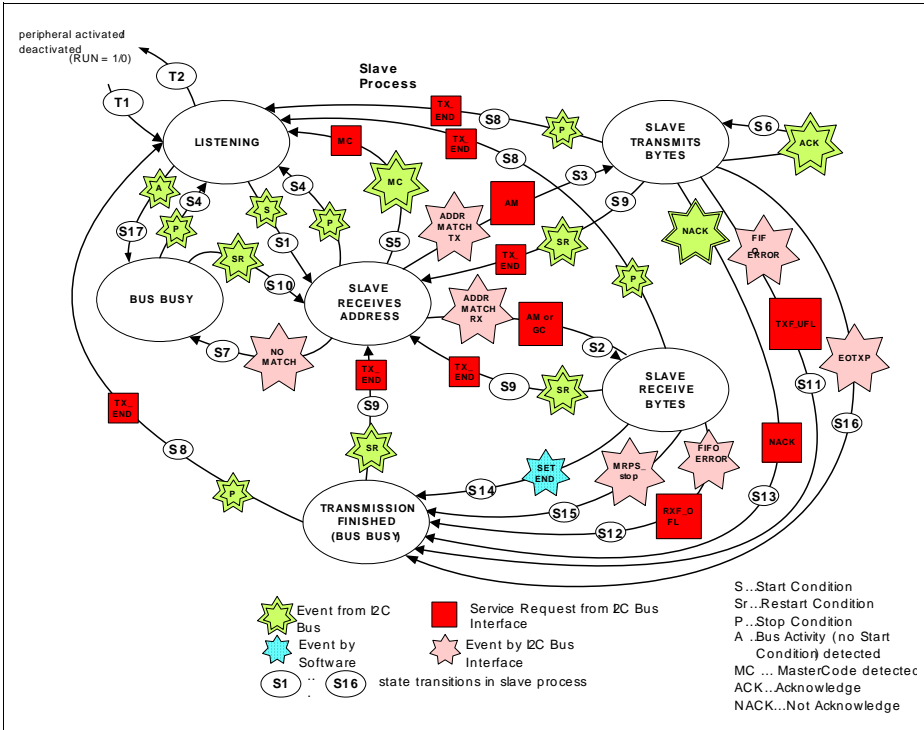 peripheral activated/
deactivated
(RUN = 1/0)
T2
T1
Slave
Process
LISTENING
TX_
END
S8
P
TX_
END
S8
SLAVE
TRANSMITS
BYTES
S6
ACK
MC
MC
S5
A
S4
P
S17
S
S1
S4
P
ADDR
MATCH
TX
AM
S3
S9
SR
TX_
END
NACK
FIF
O
ERROR
TXF_UFL
EOTXP
S11
S16
SR
S10
BUS BUSY
SLAVE
RECEIVES
ADDRESS
ADDR
MATCH
RX
AM or
GC
S2
P
S7
NO
MATCH
TX_
END
S9
SR
TX_
END
S9
SR
SLAVE
RECEIVE
BYTES
TX_
END
S8
P
SET
END
S14
MRPS_
stop
S15
FIFO
ERROR
RXF_O
FL
S12
NACK
S13
TRANSMISSION
FINISHED
(BUS BUSY)
Event from I2C
Bus
Service Request from I2C Bus
Interface
Event by
Software
Event by I2C Bus
Interface
S1 .. : S16 state transitions in slave process
S...Start Condition
Sr...Restart Condition
P...Stop Condition
A ..Bus Activity (no Start
Condition) detected.
MC ... MasterCode detected
ACK...Acknowledge
NACK...Not Acknowledge